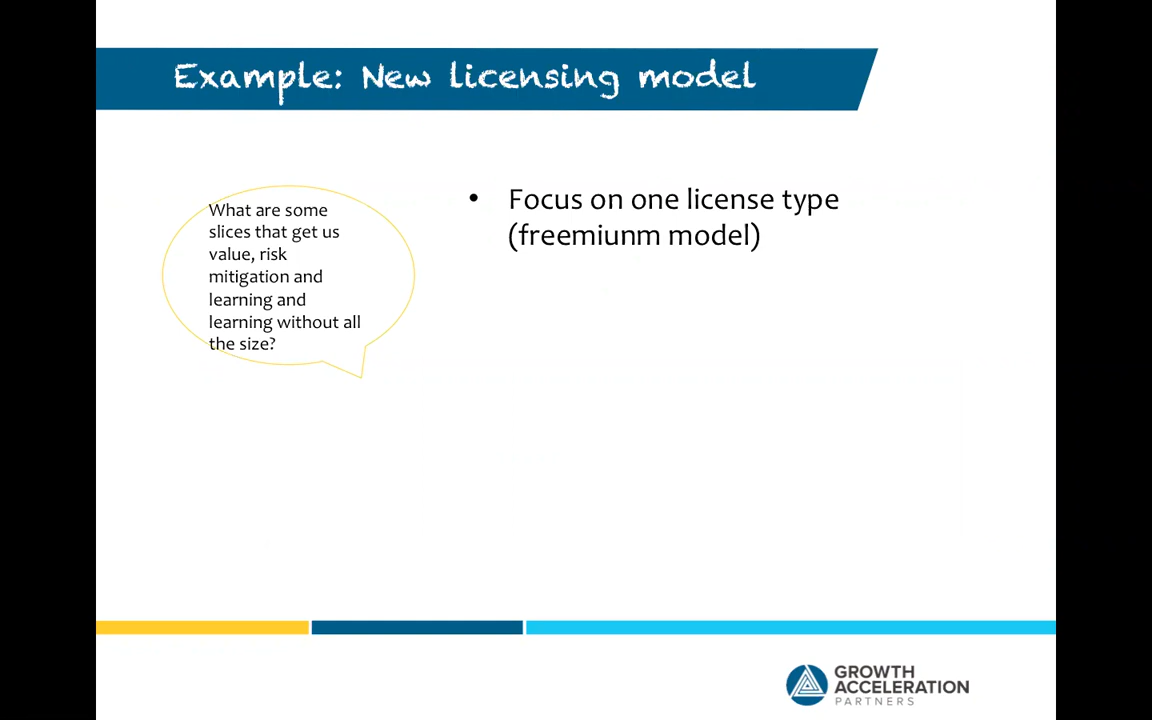 Example: New licensing model
What are some
slices that get us
value, risk
mitigation and
learning and
learning without all
the size?
• Focus on one license type
(freemiunm model)
GROWTH
ACCELERATION
PARTNERS